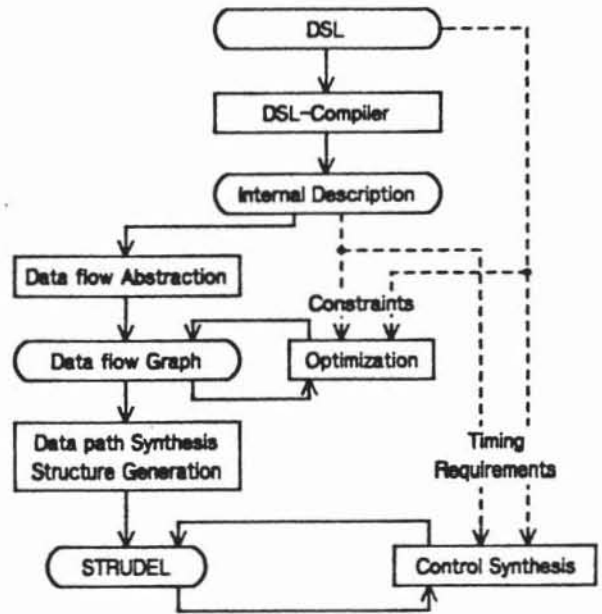 DSL
DSL-Compiler
Internal Description
Data flow Abstraction
Constraints
Data flow Graph
Optimization
Data path Synthesis
Structure Generation
Timing
Requirements
STRUDEL
Control Synthesis